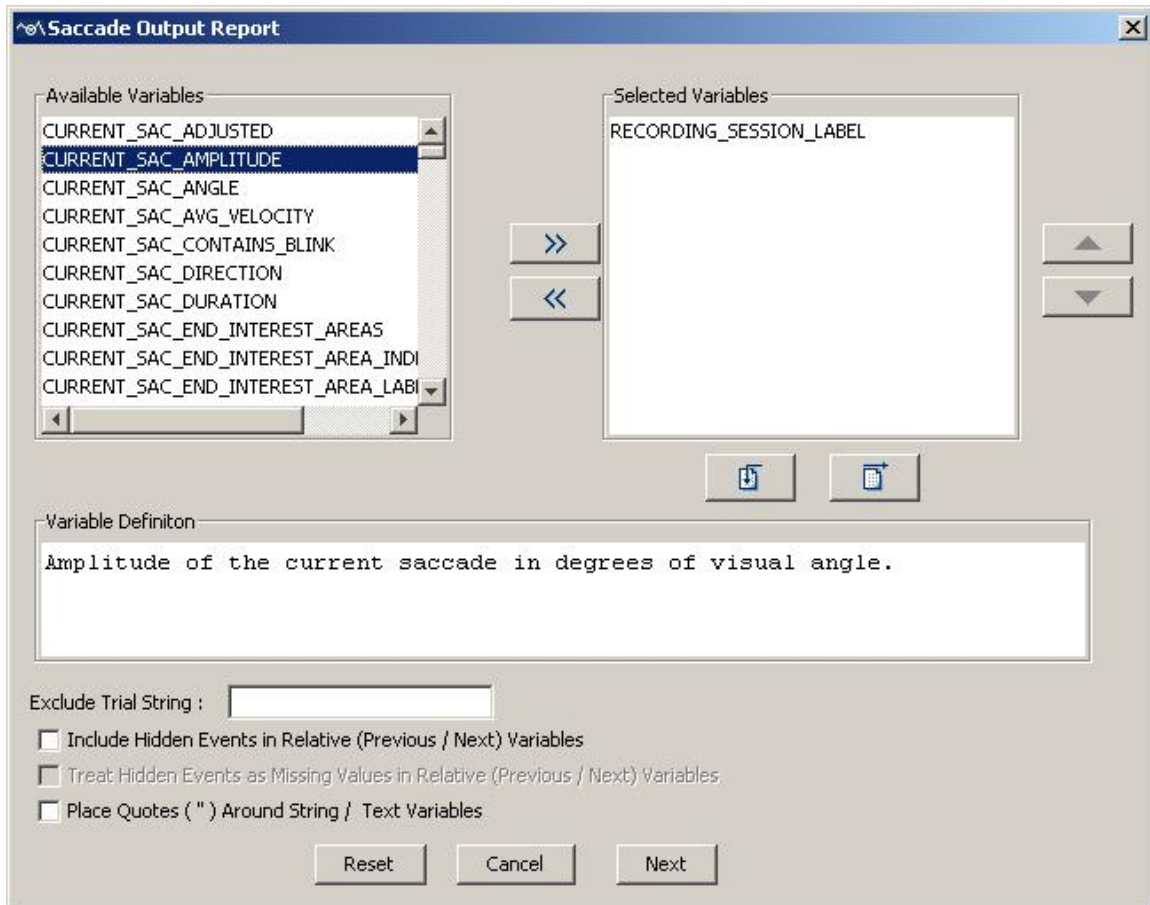 Saccade Output Report
Available Variables
CURRENT_SAC_ADJUSTED
CURRENT_SAC_AMPLITUDE
CURRENT_SAC_ANGLE
CURRENT_SAC_AVG_VELOCITY
CURRENT_SAC_CONTAINS_BLINK
CURRENT_SAC_DIRECTION
CURRENT_SAC_DURATION
CURRENT_SAC_END_INTEREST_AREAS
CURRENT_SAC_END_INTEREST_AREA_INDI
CURRENT_SAC_END_INTEREST_AREA_LABI
Selected Variables
RECORDING_SESSION_LABEL
>>
<<
Variable Definiton
Amplitude of the current saccade in degrees of visual angle.
Exclude Trial String :
Include Hidden Events in Relative (Previous / Next) Variables
Treat Hidden Events as Missing Values in Relative (Previous / Next) Variables
Place Quotes ( " ) Around String / Text Variables
Reset Cancel Next